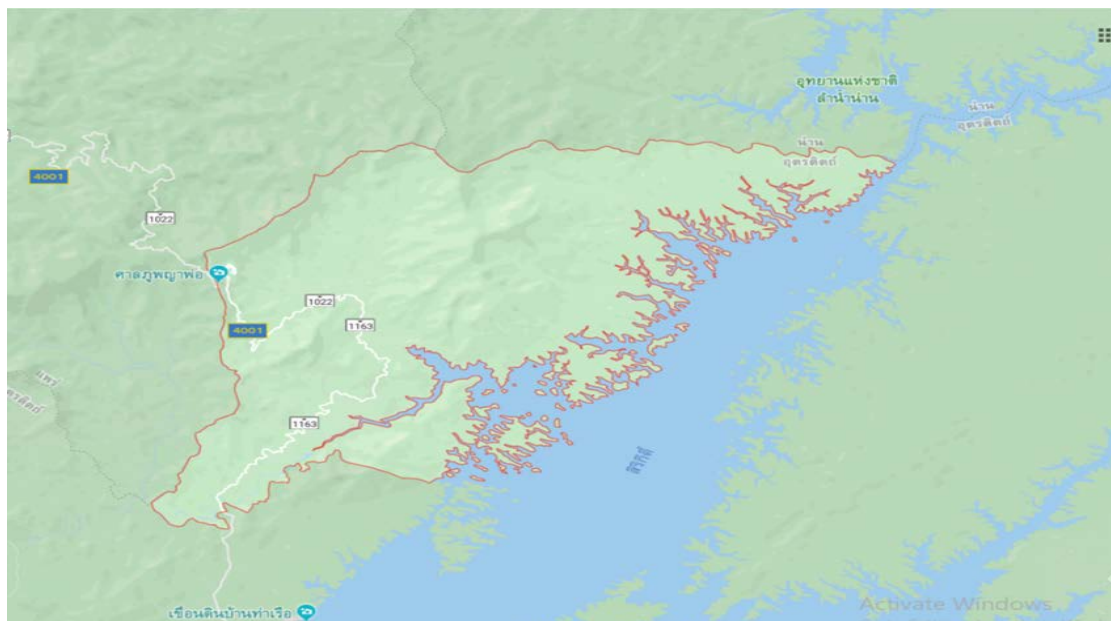 อุทยานแห่งชาติ
ลำน้ำน่าน
น่าน
อุตรดิตถ์
น่าน
อุตรดิตถ์
4001
1022
ศาลภูพญาพ่อ
1022
4001
1163
แพร่
อุตรดิตถ์
1163
สิริกิติ์
เขื่อนดินบ้านท่าเรือ
Activate Windows